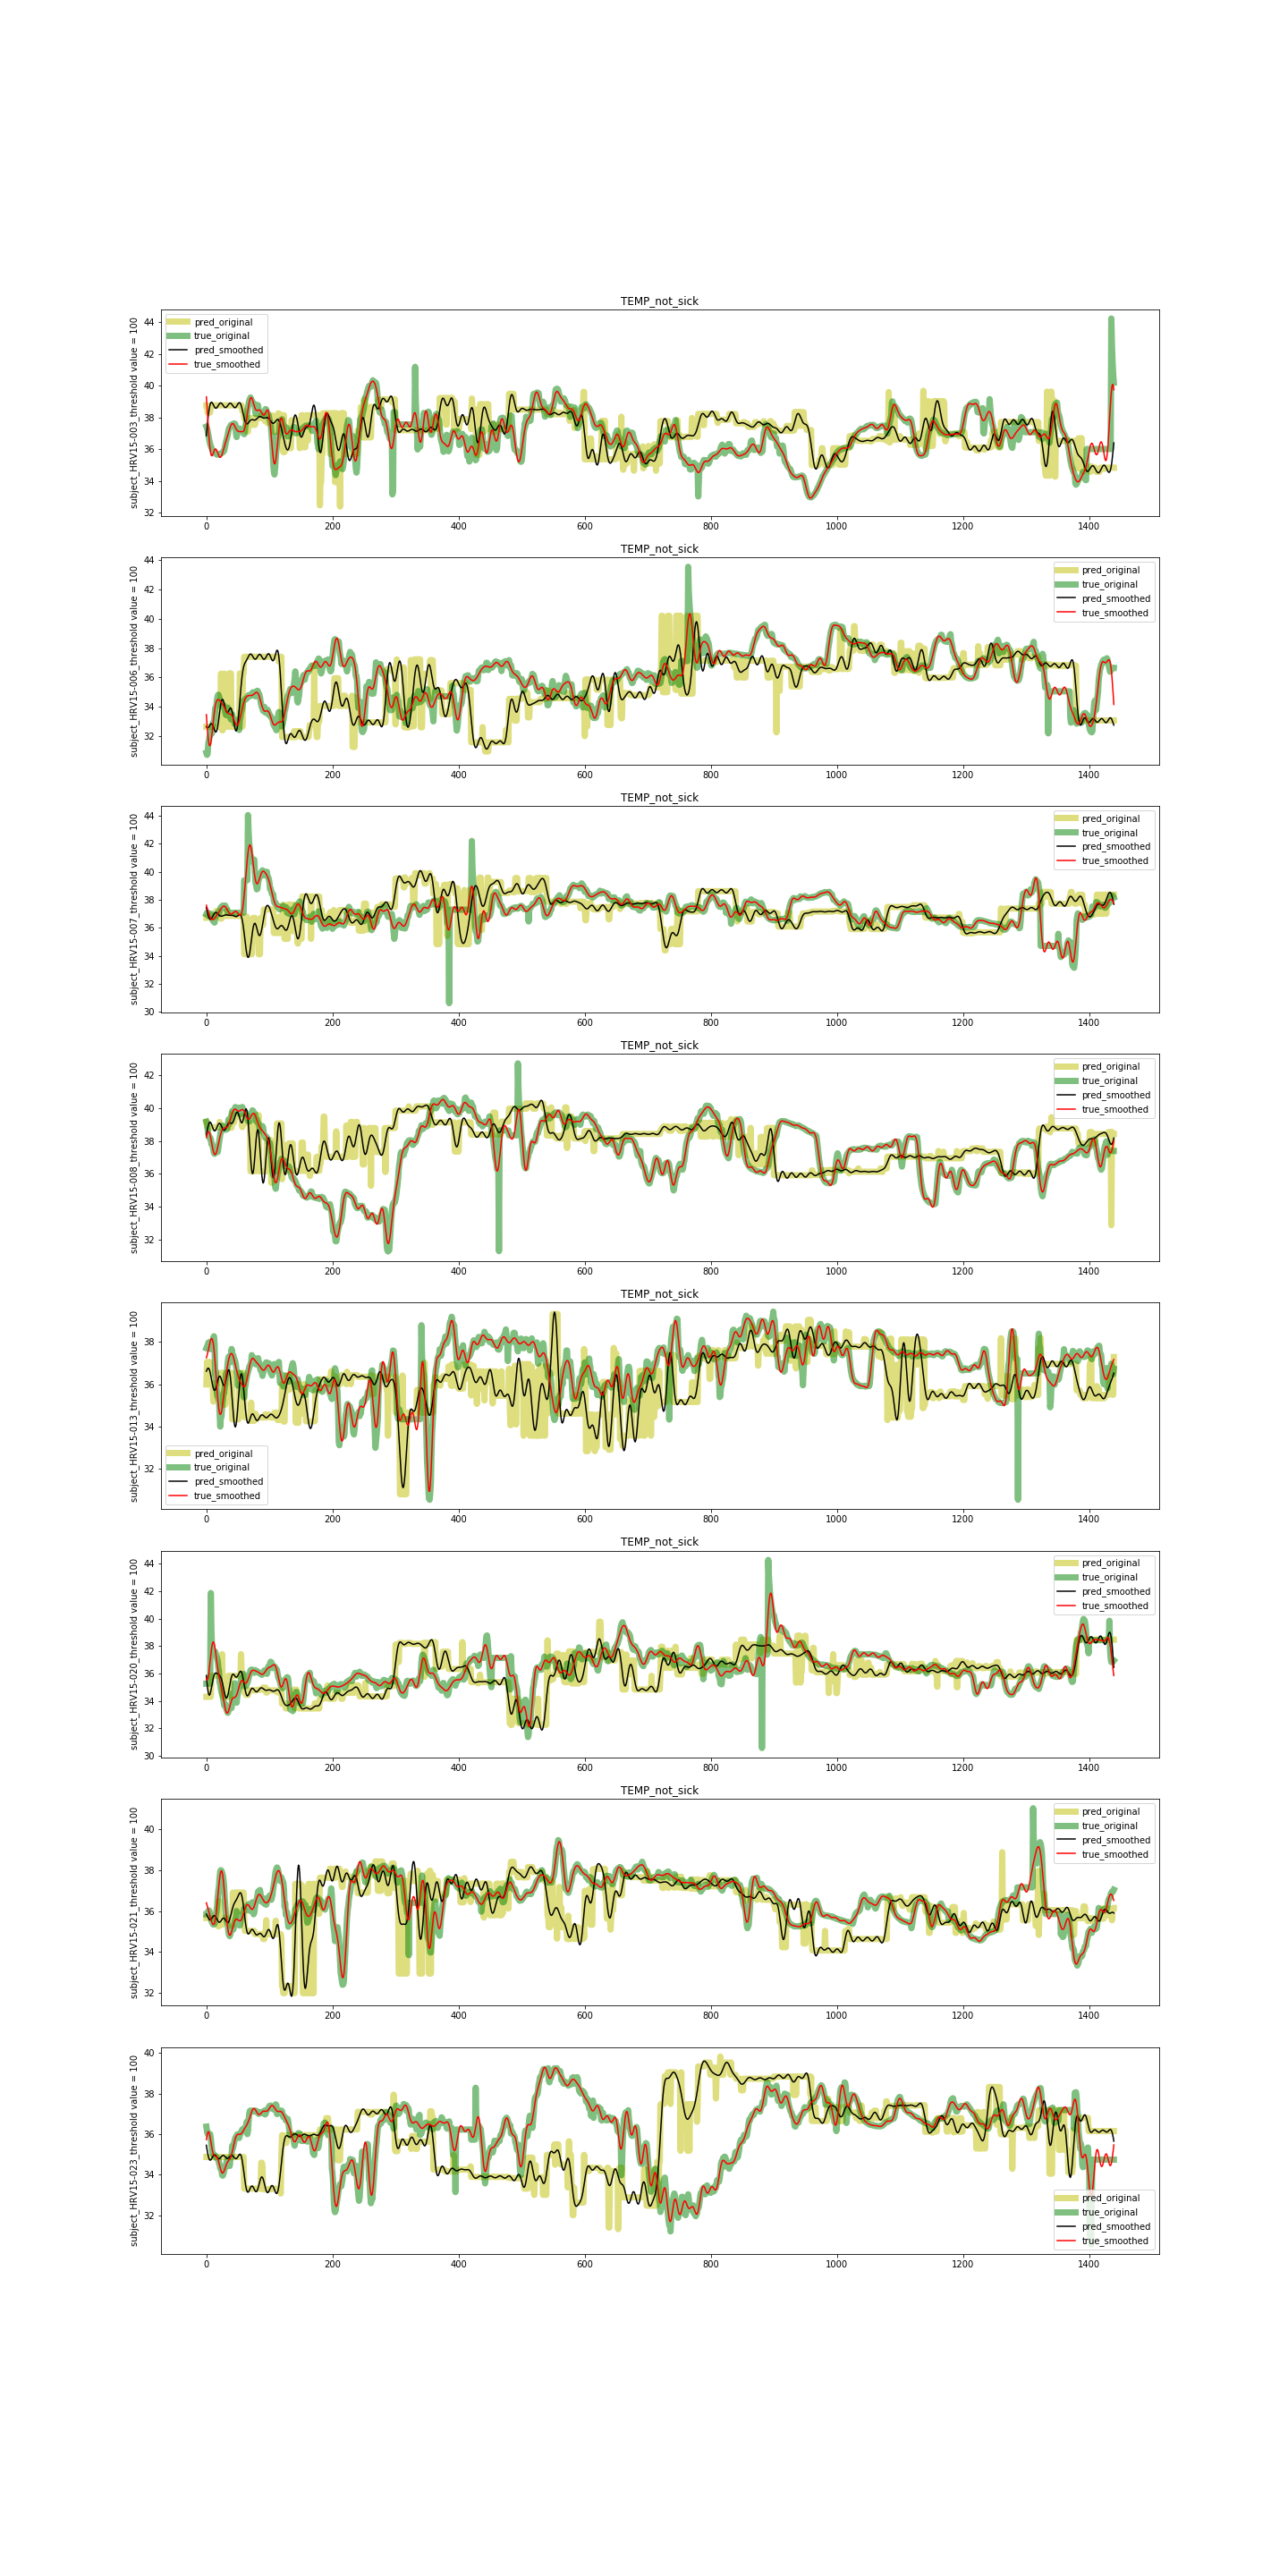 TEMP_not_sick
subject_HRV15-003_threshold value = 100
44
42
40
38
36
34
32
pred_original
true_original
pred_smoothed
true_smoothed
0 200 400 600 800 1000 1200 1400
TEMP_not_sick
subject_HRV15-006_threshold value = 100
44
42
40
38
36
34
32
pred_original
true_original
pred_smoothed
true_smoothed
0 200 400 600 800 1000 1200 1400
TEMP_not_sick
subject_HRV15-007_threshold value = 100
44
42
40
38
36
34
32
30
pred_original
true_original
pred_smoothed
true_smoothed
0 200 400 600 800 1000 1200 1400
TEMP_not_sick
subject_HRV15-008_threshold value = 100
42
40
38
36
34
32
pred_original
true_original
pred_smoothed
true_smoothed
0 200 400 600 800 1000 1200 1400
TEMP_not_sick
subject_HRV15-013_threshold value = 100
38
36
34
32
pred_original
true_original
pred_smoothed
true_smoothed
0 200 400 600 800 1000 1200 1400
TEMP_not_sick
subject_HRV15-020_threshold value = 100
44
42
40
38
36
34
32
30
pred_original
true_original
pred_smoothed
true_smoothed
0 200 400 600 800 1000 1200 1400
TEMP_not_sick
subject_HRV15-021_threshold value = 100
40
38
36
34
32
pred_original
true_original
pred_smoothed
true_smoothed
0 200 400 600 800 1000 1200 1400
subject_HRV15-023_threshold value = 100
40
38
36
34
32
pred_original
true_original
pred_smoothed
true_smoothed
0 200 400 600 800 1000 1200 1400